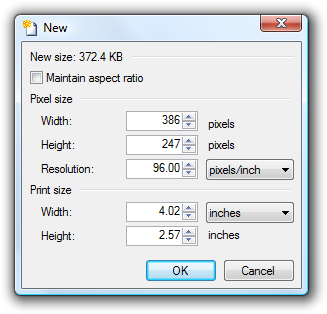 New
New size: 372.4 KB
Maintain aspect ratio
Pixel size
Width: 386 pixels
Height: 247 pixels
Resolution: 96.00 pixels/inch
Print size
Width: 4.02 inches
Height: 2.57 inches
OK Cancel